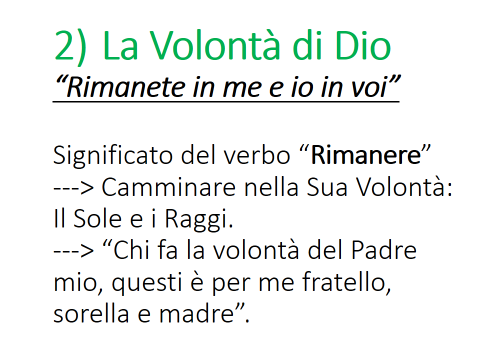 2) La Volontà di Dio
“Rimanete in me e io in voi”
Significato del verbo “Rimanere”
---> Camminare nella Sua Volontà:
Il Sole e i Raggi.
---> “Chi fa la volontà del Padre
mio, questi è per me fratello,
sorella e madre”.